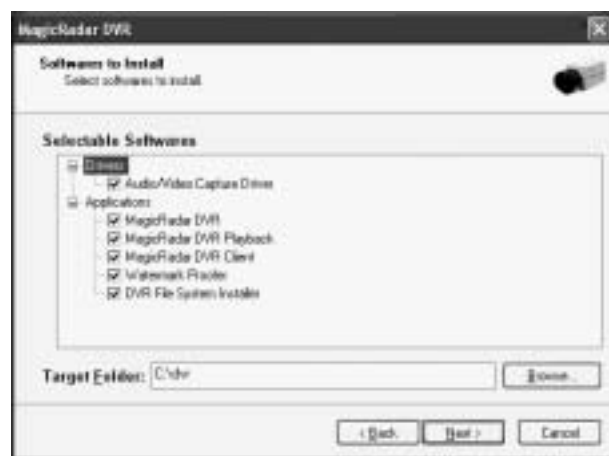 MagicRadar DVR
Softwares to Install
Select softwares to install.
Selectable Softwares
Drivers
Audio/Video Capture Driver
Applications
MagicRadar DVR
MagicRadar DVR Playback
MagicRadar DVR Client
Watermark Proofer
DVR File System Installer
Target Folder: C:\dvr
Browse...
< Back Next > Cancel